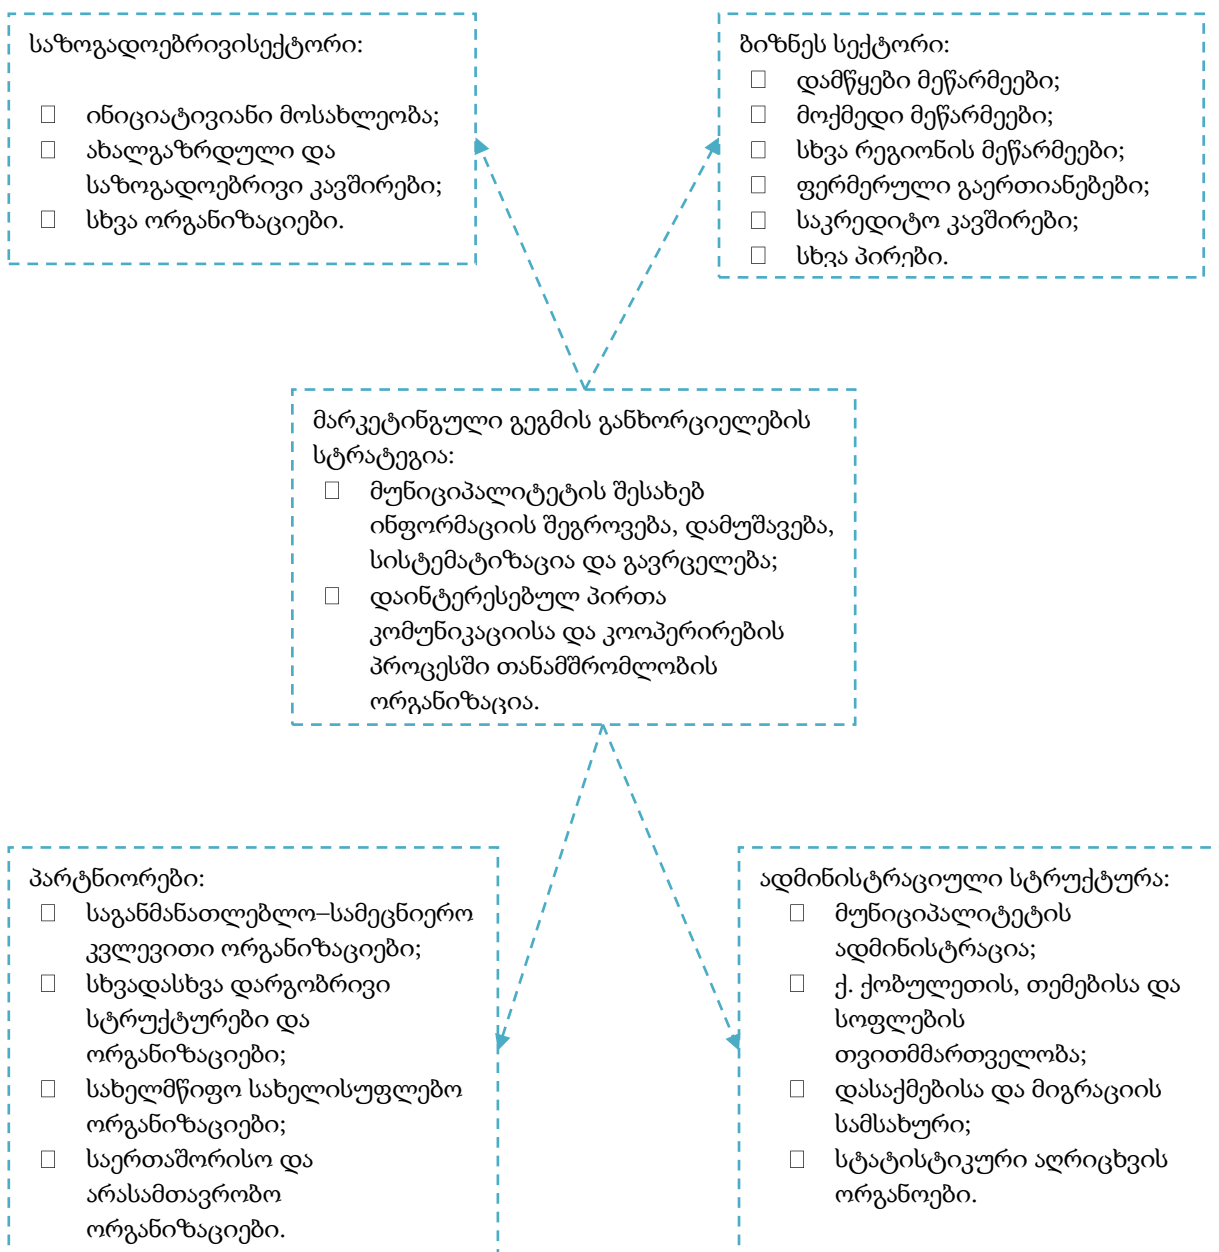 საზოგადოებრივისექტორი:
□ ინიციატივიანი მოსახლეობა;
□ ახალგაზრდული და
საზოგადოებრივი კავშირები;
□ სხვა ორგანიზაციები.
ბიზნეს სექტორი:
□ დამწყები მეწარმეები;
□ მოქმედი მეწარმეები;
□ სხვა რეგიონის მეწარმეები;
□ ფერმერული გაერთიანებები;
□ საკრედიტო კავშირები;
□ სხვა პირები.
მარკეტინგული გეგმის განხორციელების
სტრატეგია:
□ მუნიციპალიტეტის შესახებ
ინფორმაციის შეგროვება, დამუშავება,
სისტემატიზაცია და გავრცელება;
□ დაინტერესებულ პირთა
კომუნიკაციისა და კოოპერირების
პროცესში თანამშრომლობის
ორგანიზაცია.
პარტნიორები:
□ საგანმანათლებლო–სამეცნიერო
კვლევითი ორგანიზაციები;
□ სხვადასხვა დარგობრივი
სტრუქტურები და
ორგანიზაციები;
□ სახელმწიფო სახელისუფლებო
ორგანიზაციები;
□ საერთაშორისო და
არასამთავრობო
ორგანიზაციები.
ადმინისტრაციული სტრუქტურა:
□ მუნიციპალიტეტის
ადმინისტრაცია;
□ ქ. ქობულეთის, თემებისა და
სოფლების
თვითმმართველობა;
□ დასაქმებისა და მიგრაციის
სამსახური;
□ სტატისტიკური აღრიცხვის
ორგანოები.